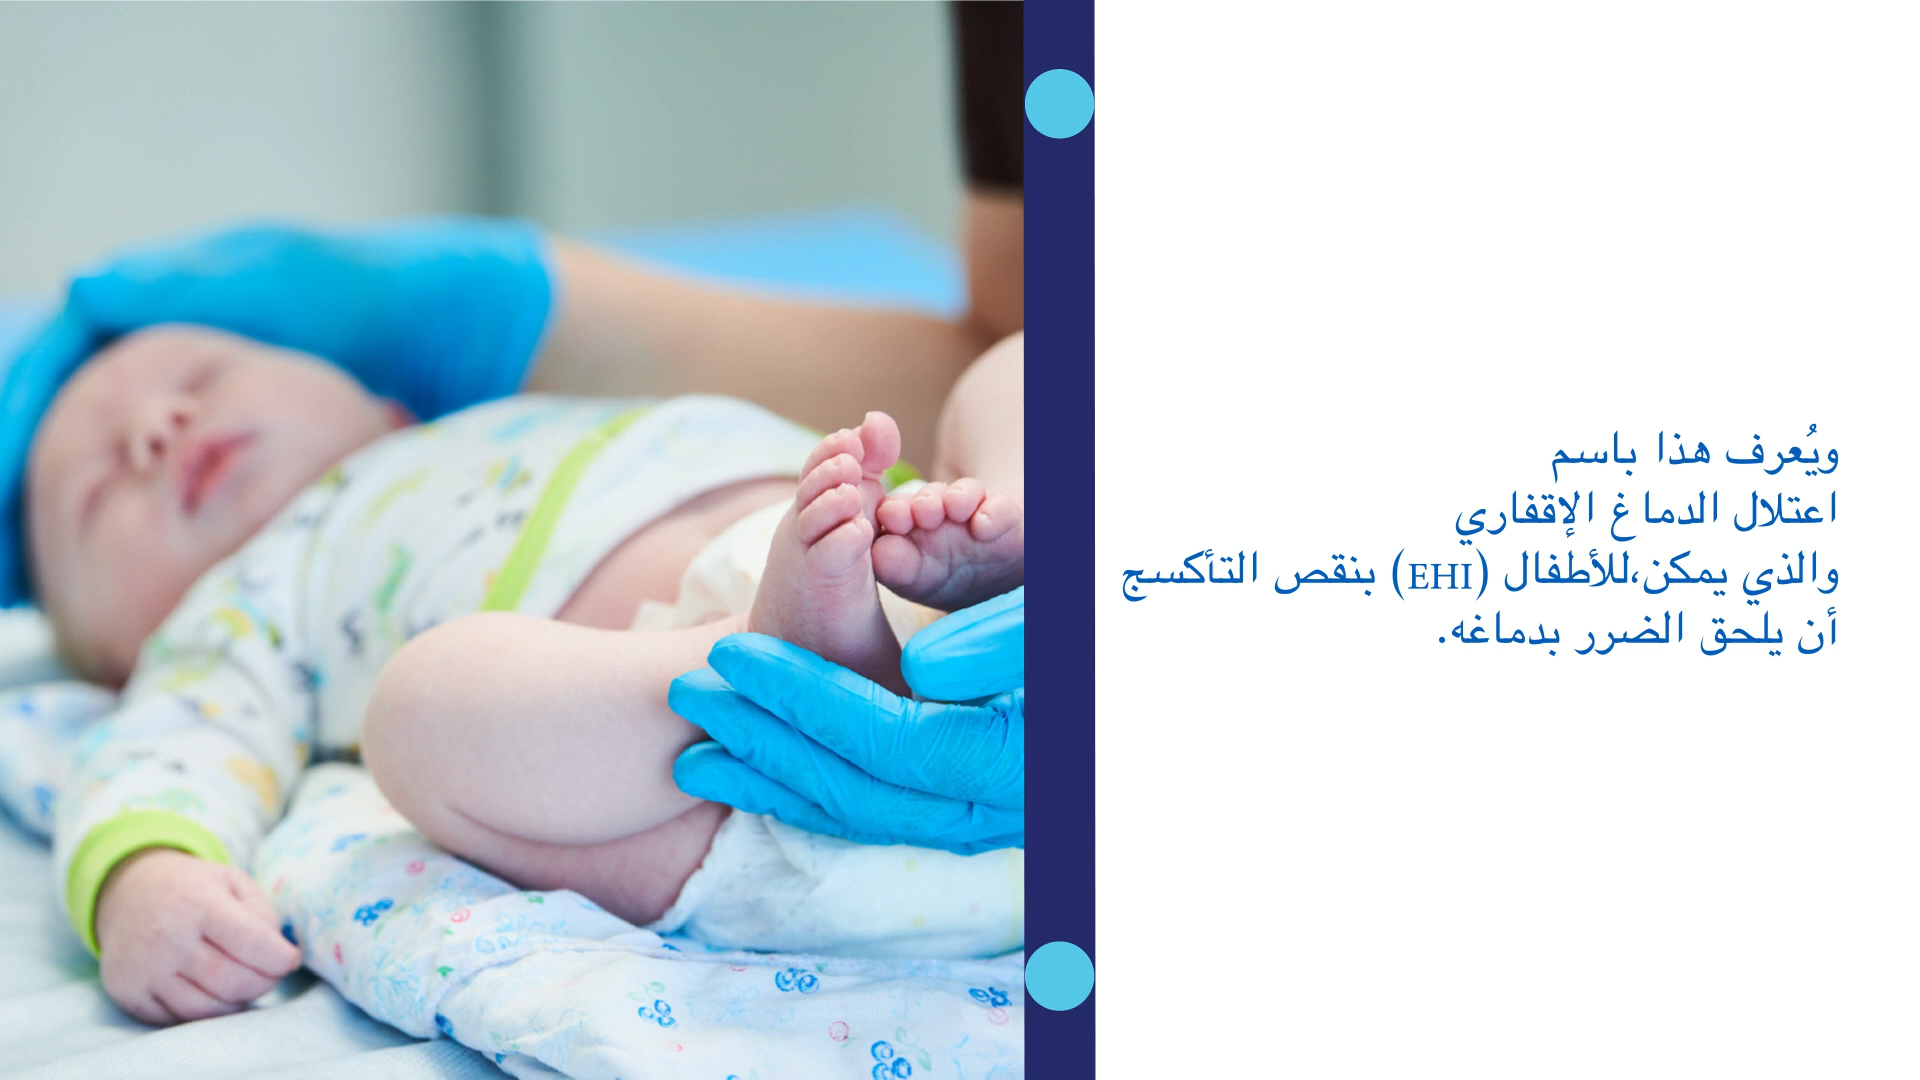 ويُعرف هذا باسم
اعتلال الدماغ الإقفاري
والذي يمكن،للأطفال (EHI) بنقص التأكسج
أن يلحق الضرر بدماغه.